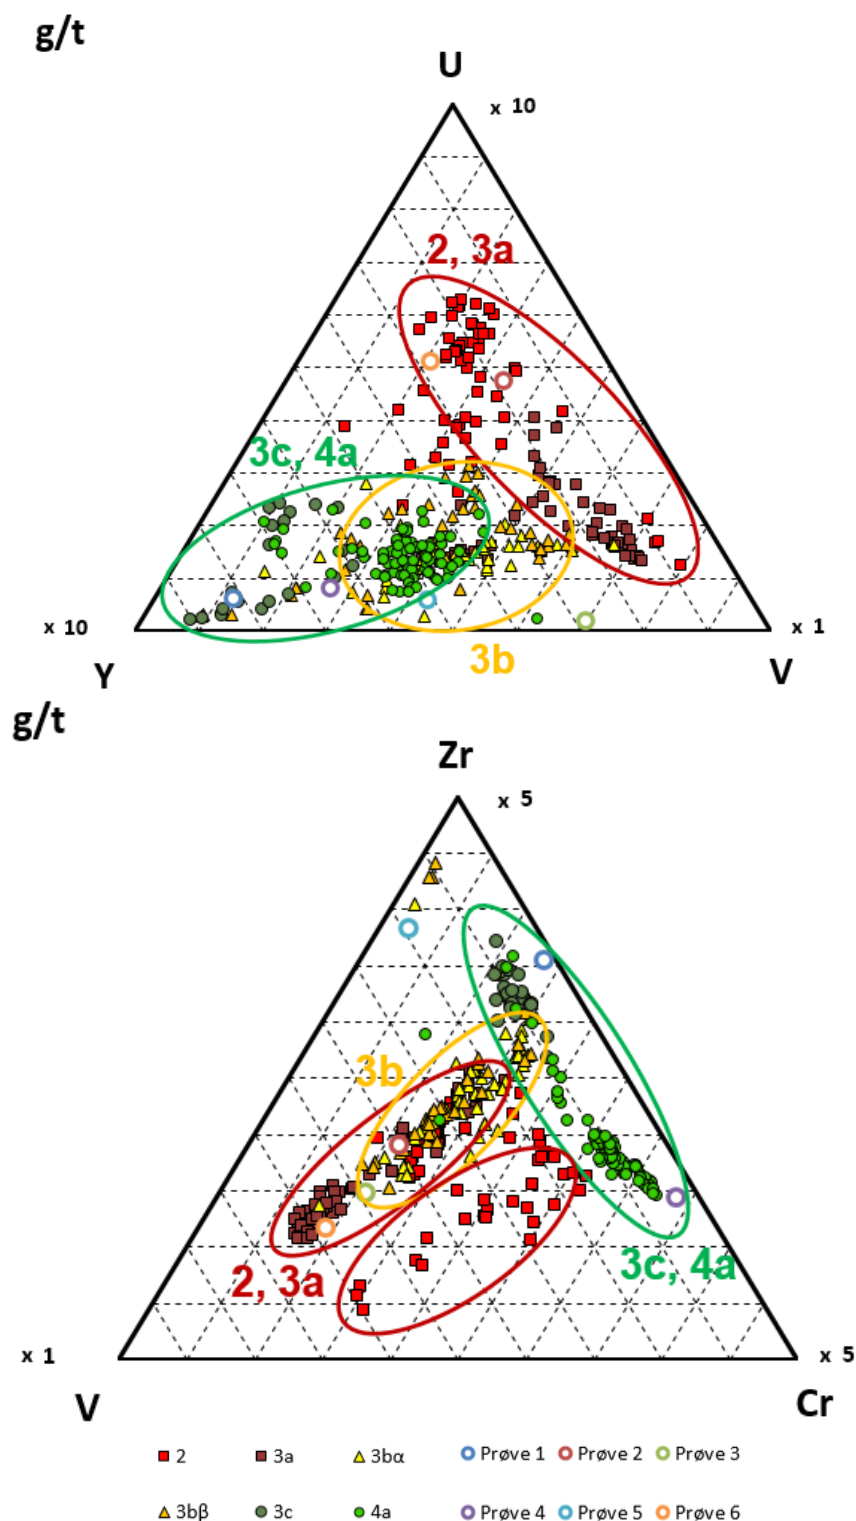 g/t
U
x 10
2, 3a
3c, 4a
x 10
x 1
Y
3b
V
g/t
Zr
x 5
3b
2, 3a
3c, 4a
x 1
x 5
V
Cr
2 3a 3bα Prøve 1 Prøve 2 Prøve 3
3bβ 3c 4a Prøve 4 Prøve 5 Prøve 6